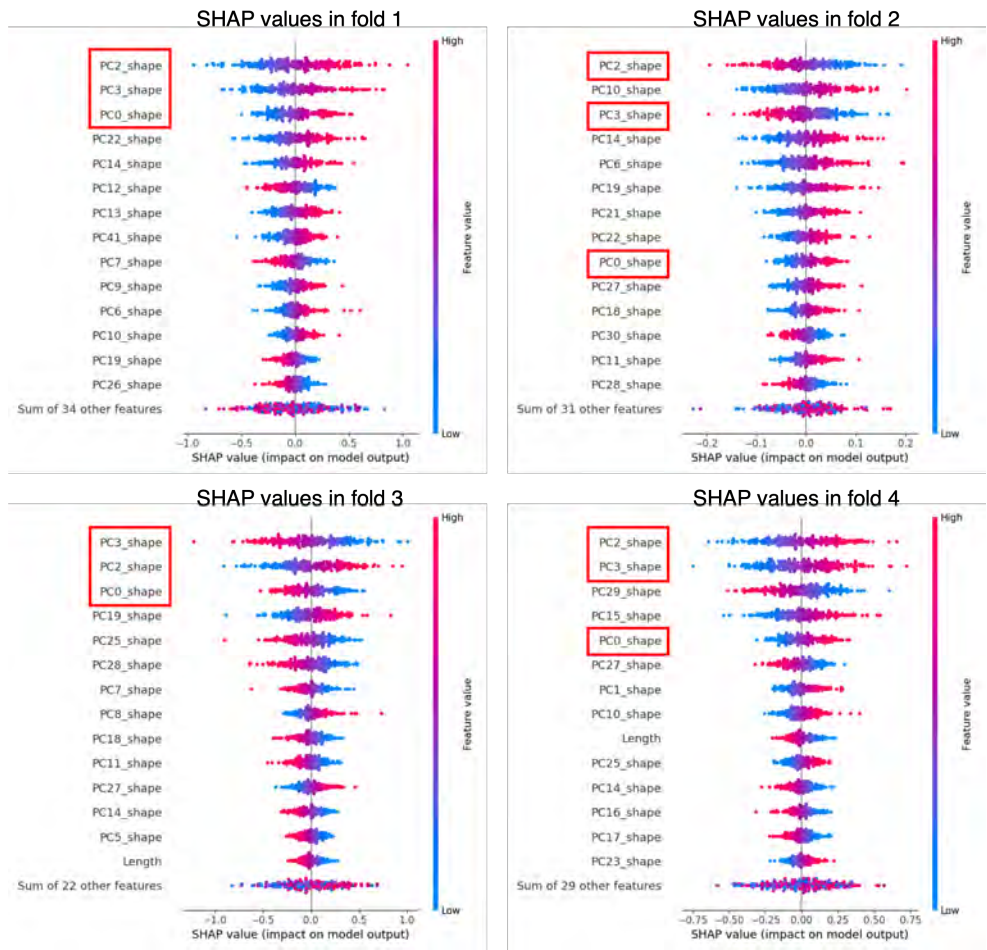 SHAP values in fold 1
High
PC2_shape
PC3_shape
PC0_shape
PC22_shape
PC14_shape
PC12_shape
PC13_shape
PC41_shape
PC7_shape
PC9_shape
PC6_shape
PC10_shape
PC19_shape
PC26_shape
Sum of 34 other features
Feature value
Low
-1.0 -0.5 0.0 0.5 1.0
SHAP value (impact on model output)
SHAP values in fold 2
High
PC2_shape
PC10_shape
PC3_shape
PC14_shape
PC6_shape
PC19_shape
PC21_shape
PC22_shape
PC0_shape
PC27_shape
PC18_shape
PC30_shape
PC11_shape
PC28_shape
Sum of 31 other features
Feature value
Low
-0.2 -0.1 0.0 0.1 0.2
SHAP value (impact on model output)
SHAP values in fold 3
High
PC3_shape
PC2_shape
PC0_shape
PC19_shape
PC25_shape
PC28_shape
PC7_shape
PC8_shape
PC18_shape
PC11_shape
PC27_shape
PC14_shape
PC5_shape
Length
Sum of 22 other features
Feature value
Low
-1.0 -0.5 0.0 0.5 1.0
SHAP value (impact on model output)
SHAP values in fold 4
High
PC2_shape
PC3_shape
PC29_shape
PC15_shape
PC0_shape
PC27_shape
PC1_shape
PC10_shape
Length
PC25_shape
PC14_shape
PC16_shape
PC17_shape
PC23_shape
Sum of 29 other features
Feature value
Low
-0.75 -0.50 -0.25 0.00 0.25 0.50 0.75
SHAP value (impact on model output)